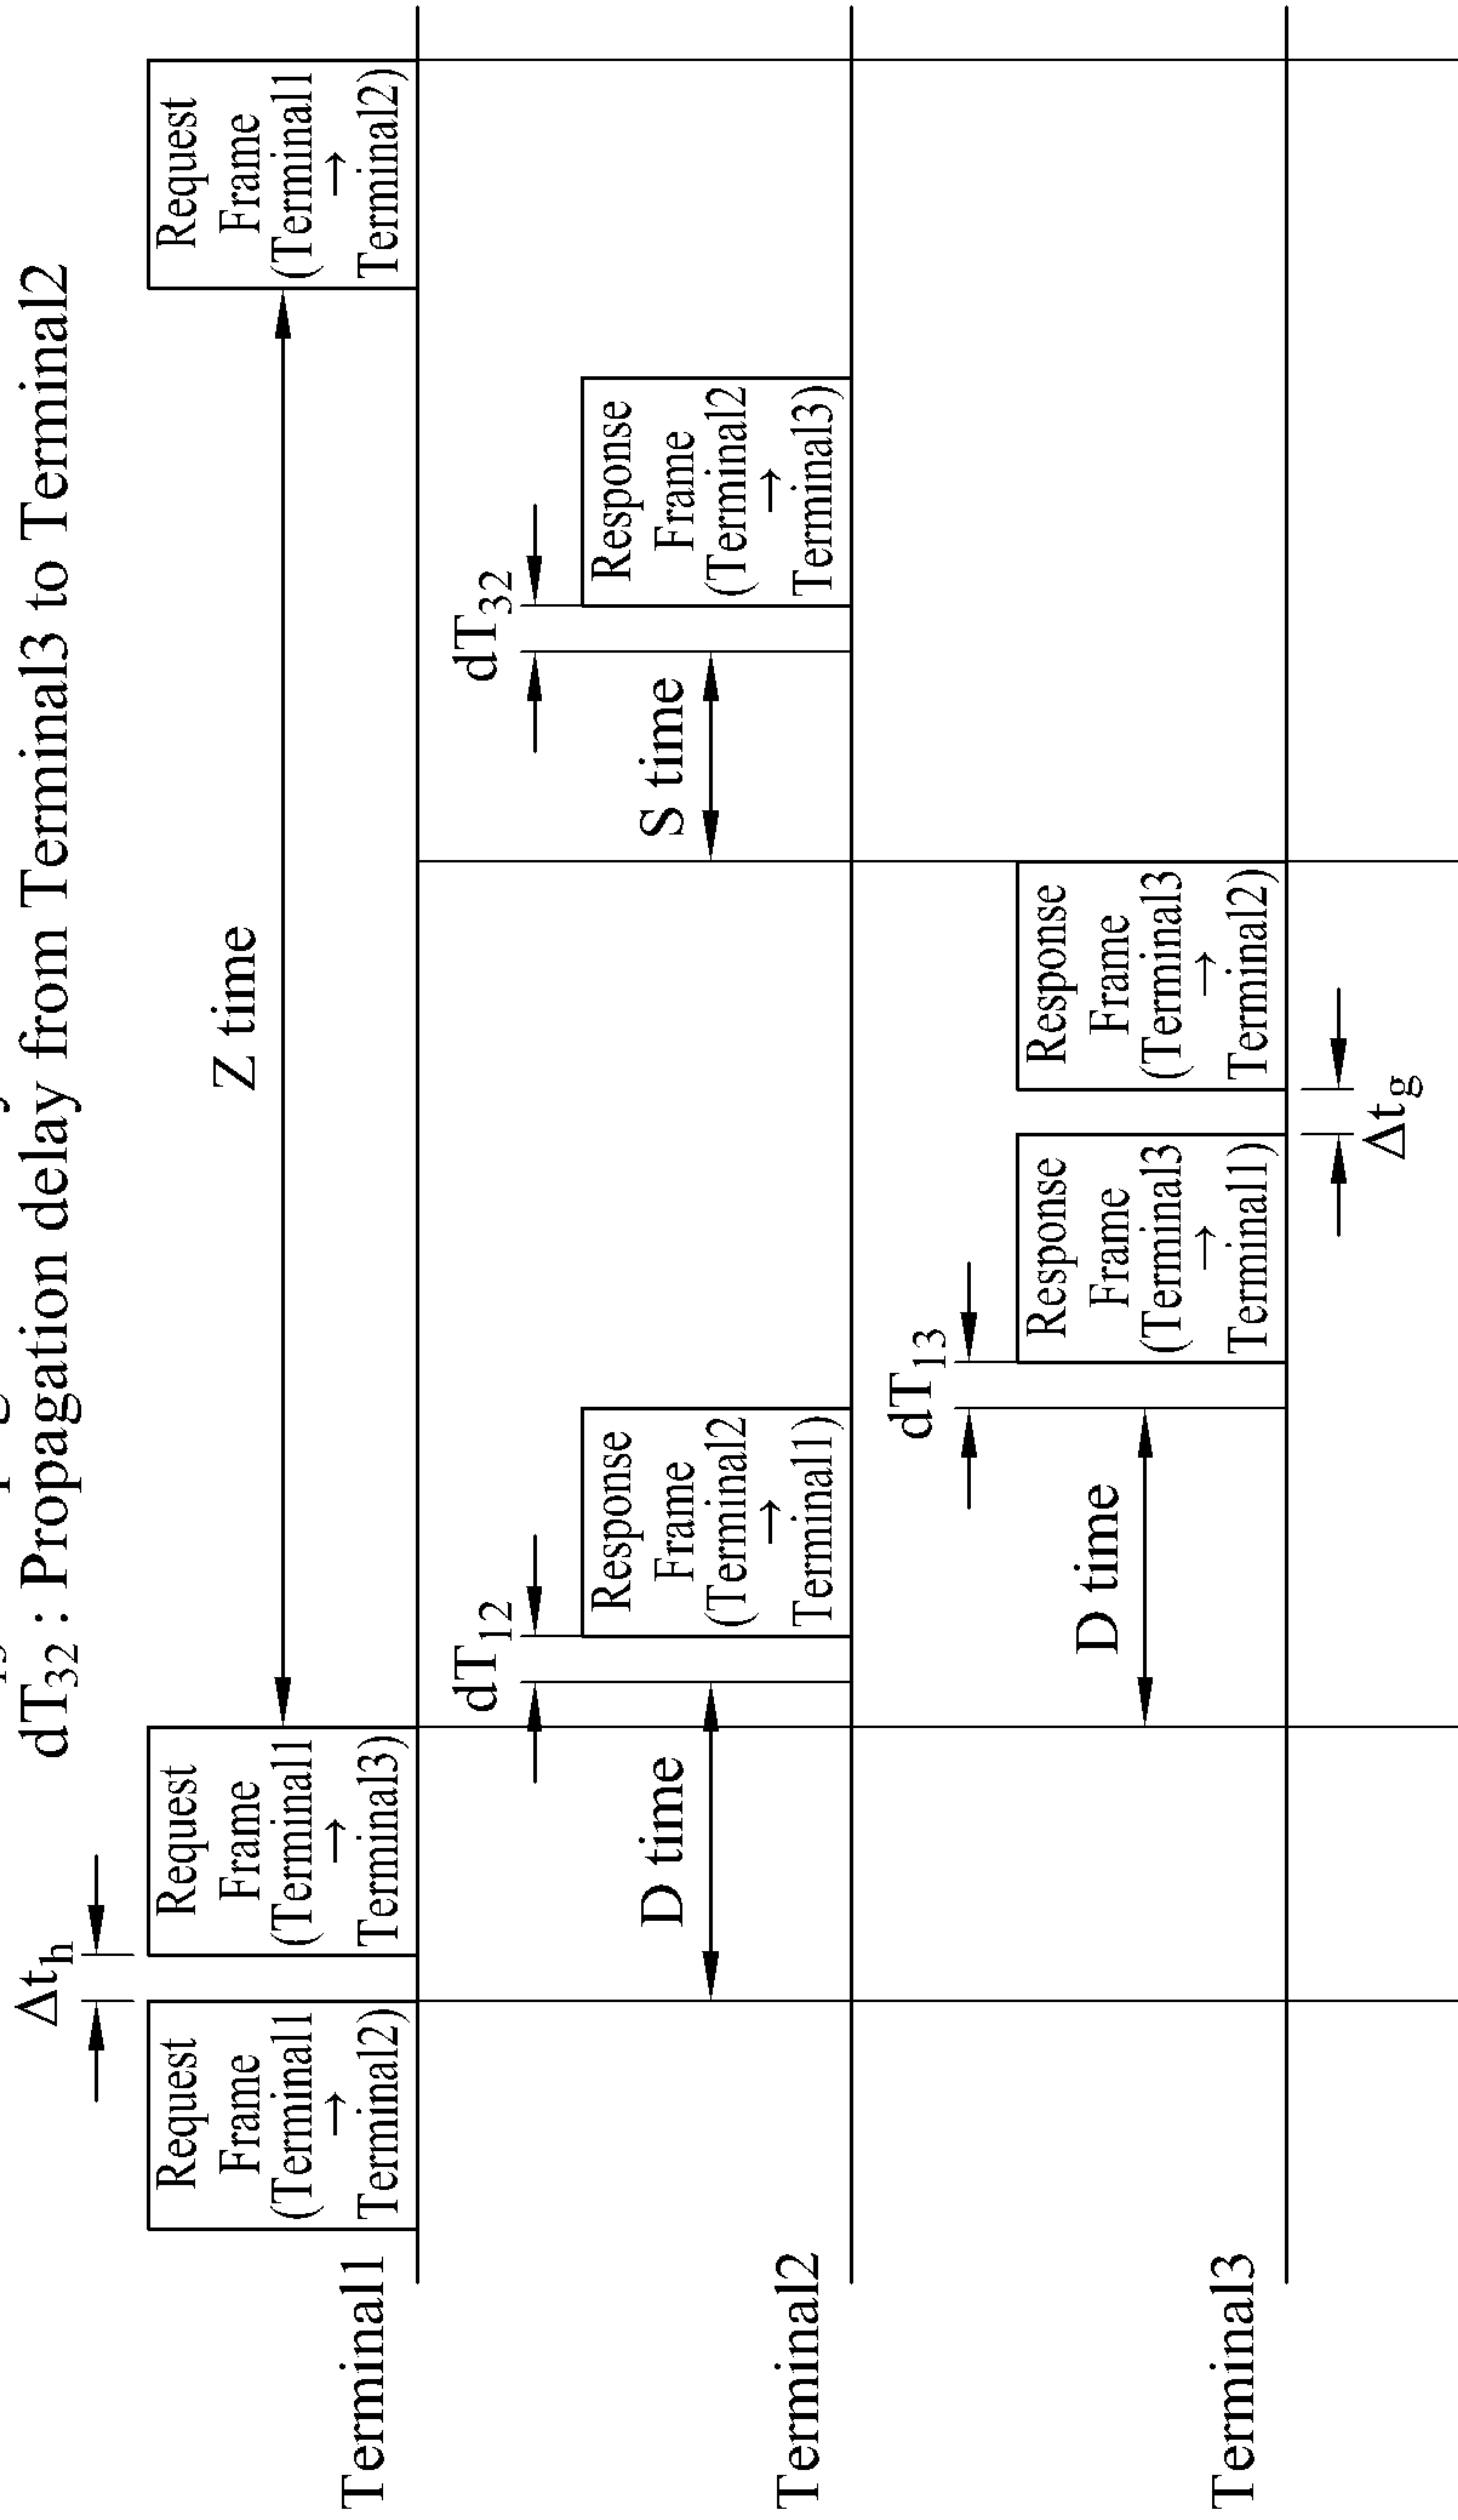 dT32 : Propagation delay from Terminal3 to Terminal2
Δth
Request
Frame
(Terminal1
→
Terminal2)
Request
Frame
(Terminal1
→
Terminal3)
Z time
Request
Frame
(Terminal1
→
Terminal2)
Terminal1
D time
dT12
Response
Frame
(Terminal2
→
Terminal1)
S time
dT32
Response
Frame
(Terminal2
→
Terminal3)
Terminal2
D time
dT13
Response
Frame
(Terminal3
→
Terminal1)
Response
Frame
(Terminal3
→
Terminal2)
Δtg
Terminal3